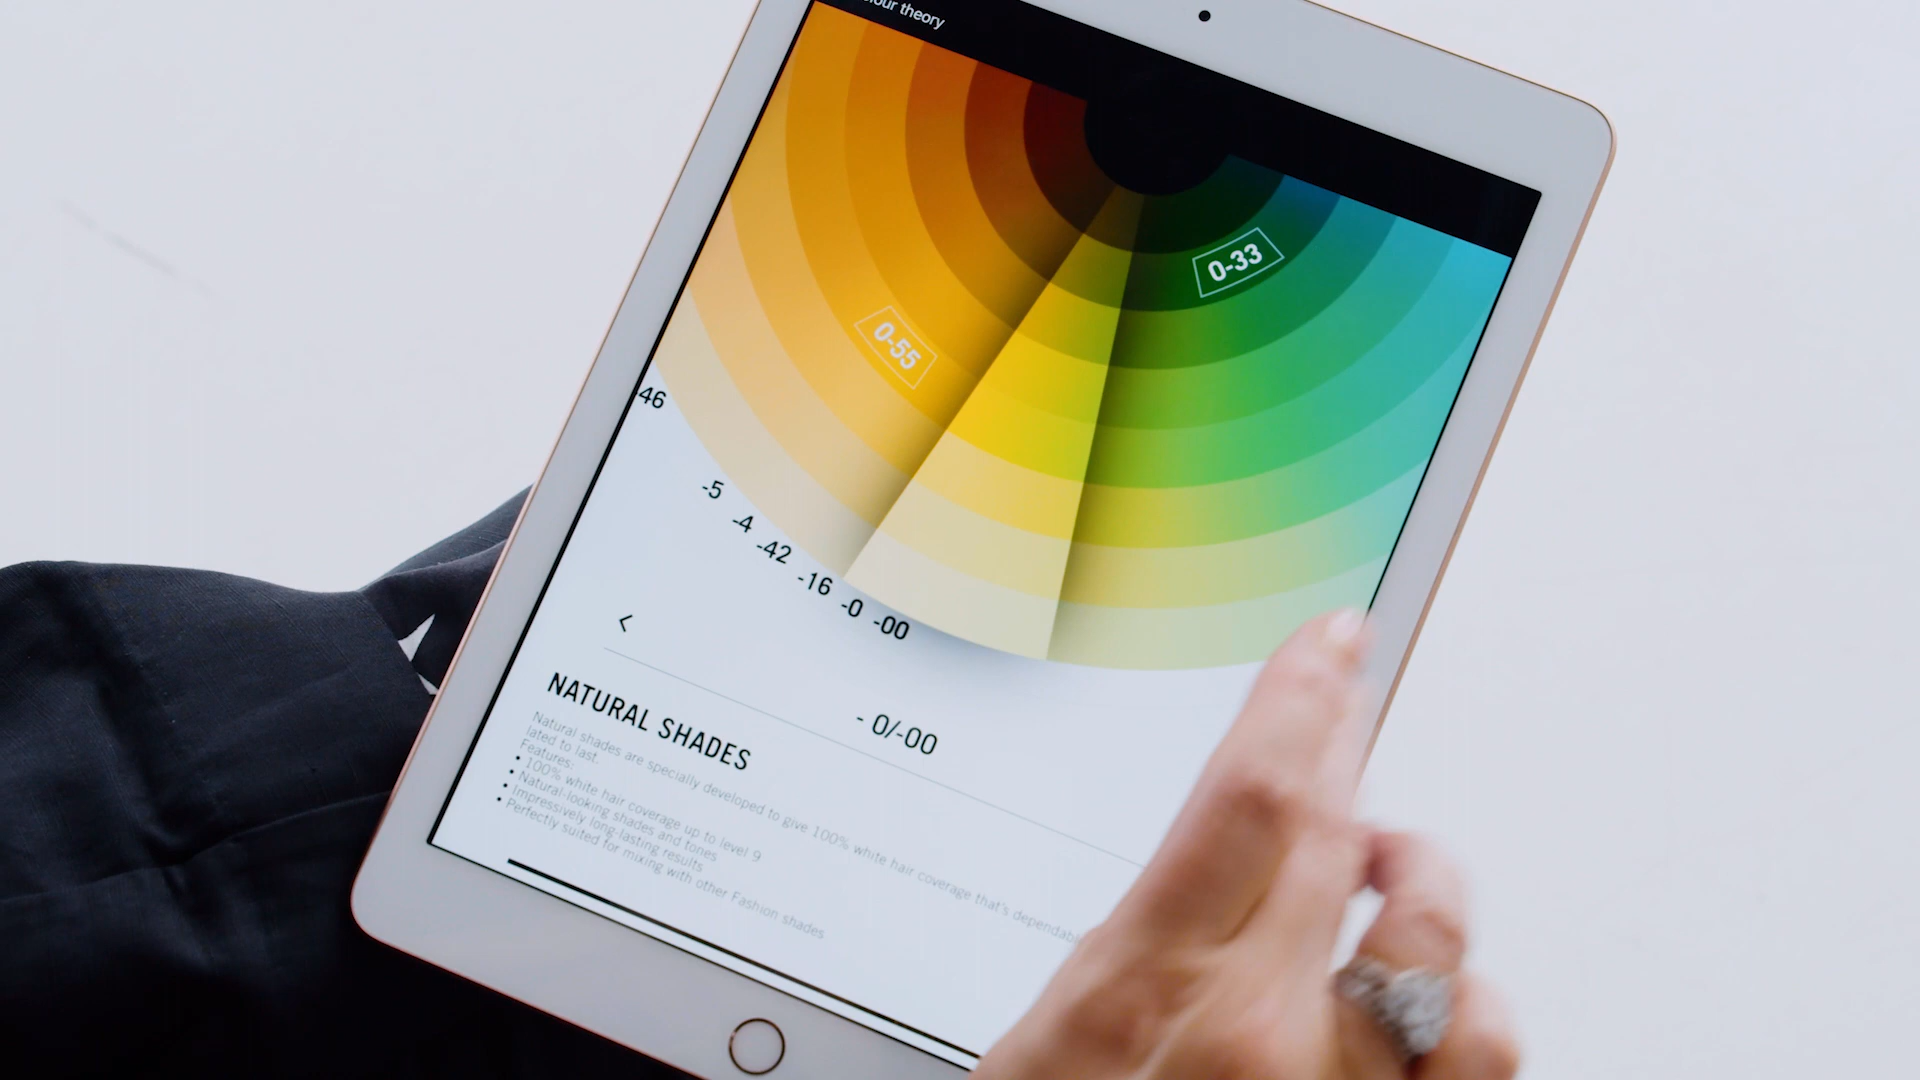 theory
0-33
0-55
46
-5
-4
-42
-16
-0
-00
<
- 0/-00
NATURAL SHADES
Natural shades are specially developed to give 100% white hair coverage that's
lated to last.
Features:
• 100% white hair coverage up to level 9
• Natural-looking shades and tones
• Impressively long-lasting results
• Perfectly suited for mixing with other Fashion shades